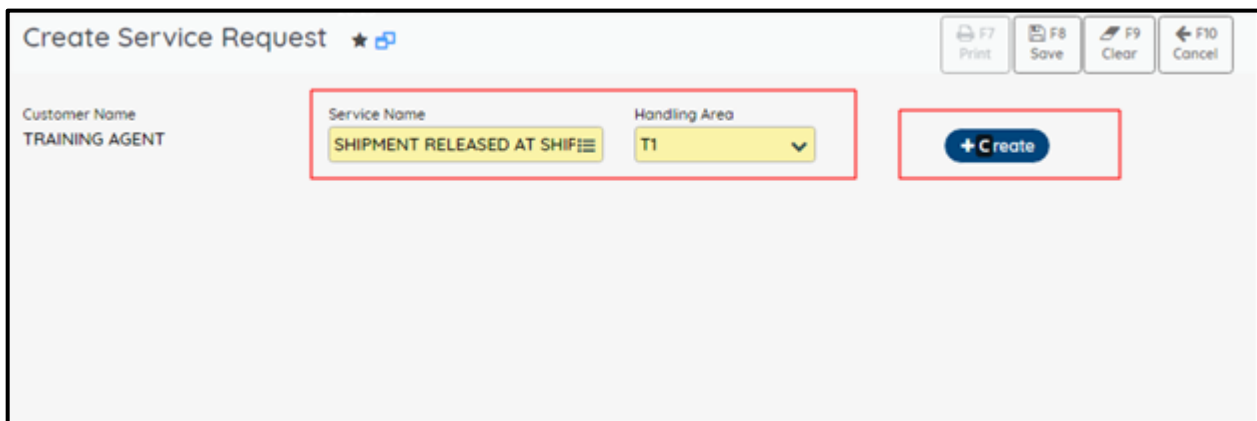 Create Service Request
F7 Print
F8 Save
F9 Clear
F10 Cancel
Customer Name
TRAINING AGENT
Service Name
SHIPMENT RELEASED AT SHIF
Handling Area
T1
+ Create